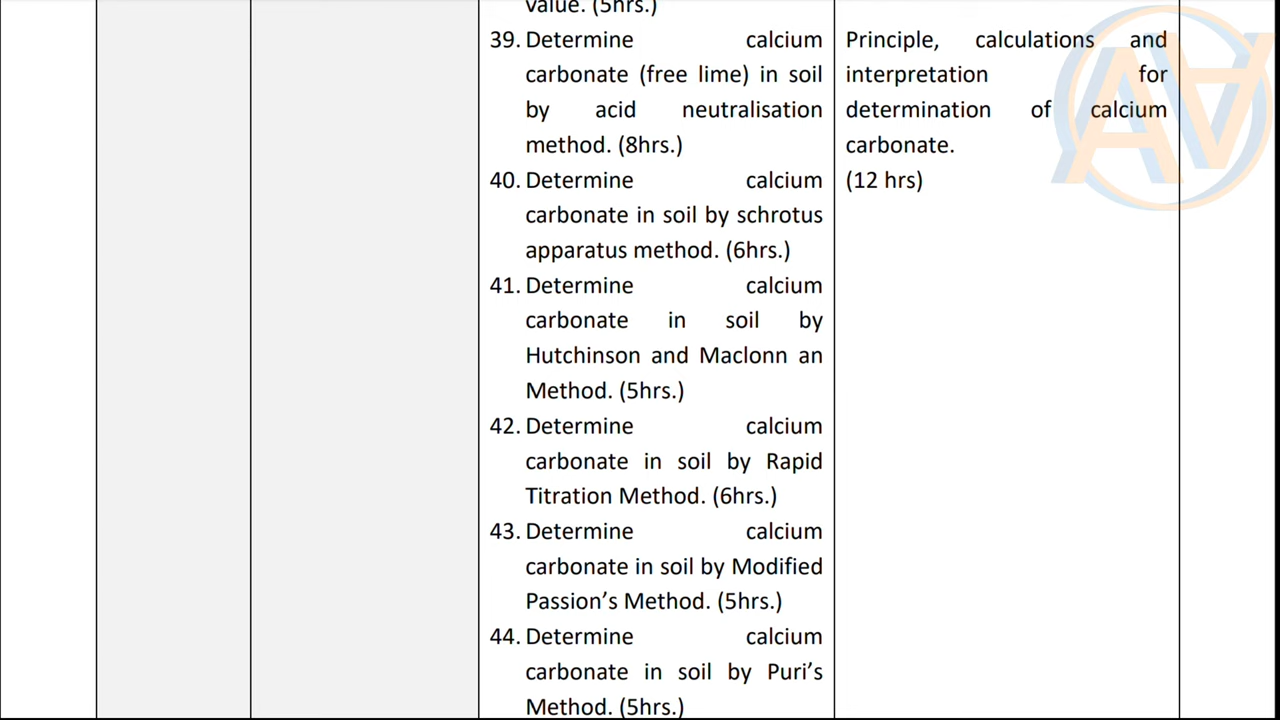 value. (5hrs.)
39. Determine calcium
carbonate (free lime) in soil
by acid neutralisation
method. (8hrs.)
40. Determine calcium
carbonate in soil by schrotus
apparatus method. (6hrs.)
41. Determine calcium
carbonate in soil by
Hutchinson and Maclonn an
Method. (5hrs.)
42. Determine calcium
carbonate in soil by Rapid
Titration Method. (6hrs.)
43. Determine calcium
carbonate in soil by Modified
Passion’s Method. (5hrs.)
44. Determine calcium
carbonate in soil by Puri’s
Method. (5hrs.)
Principle, calculations and
interpretation for
determination of calcium
carbonate.
(12 hrs)